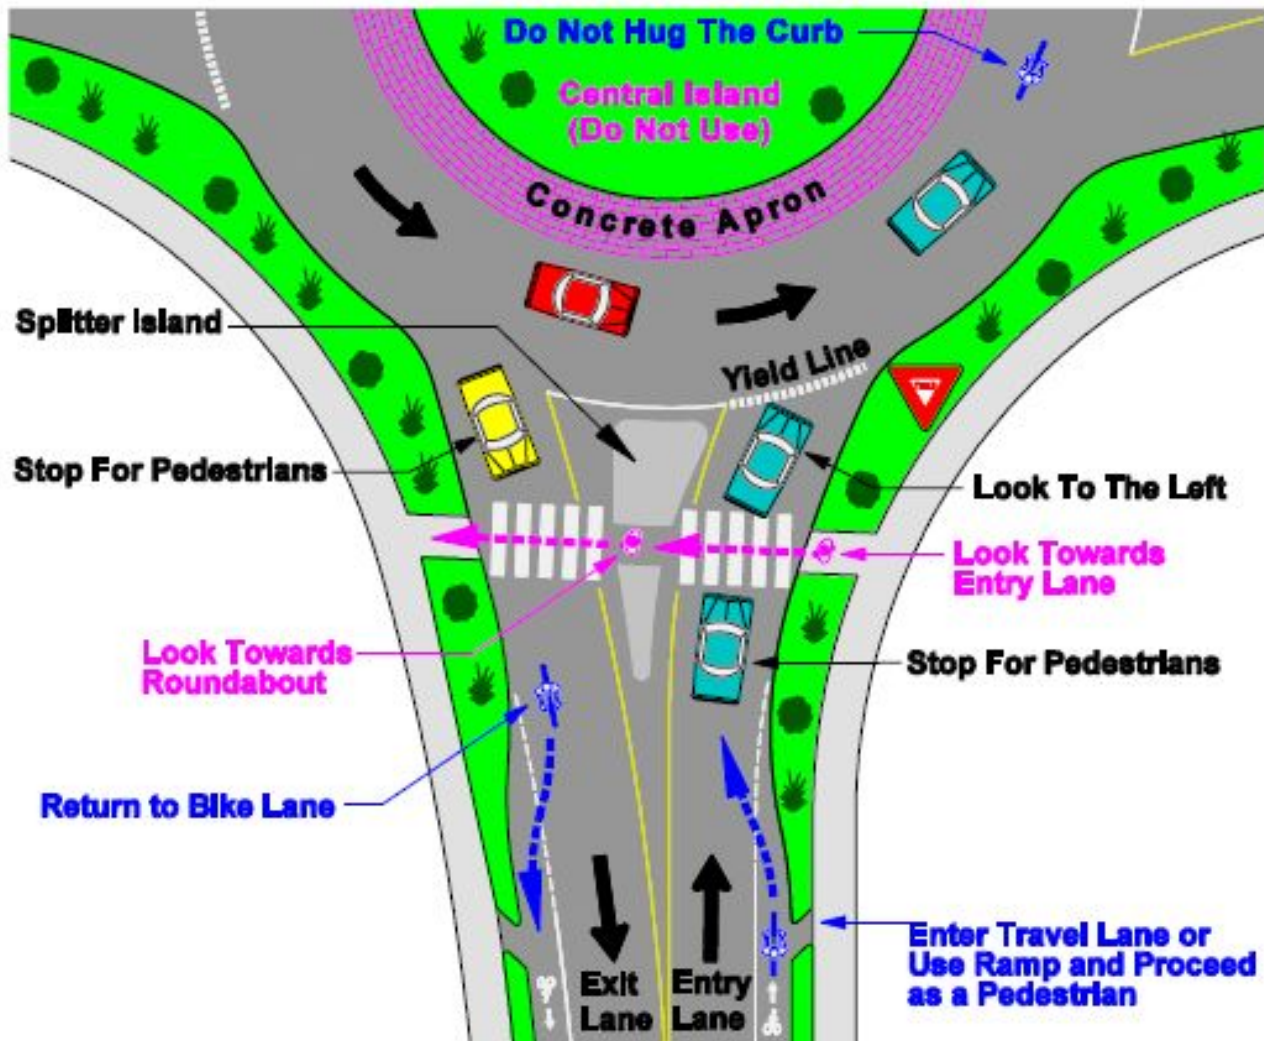 Do Not Hug The Curb
Central Island
(Do Not Use)
Concrete Apron
Splitter Island
Yield Line
Stop For Pedestrians
Look To The Left
Look Towards
Entry Lane
Look Towards
Roundabout
Stop For Pedestrians
Return to Bike Lane
Enter Travel Lane or
Use Ramp and Proceed
as a Pedestrian
Exit
Lane
Entry
Lane